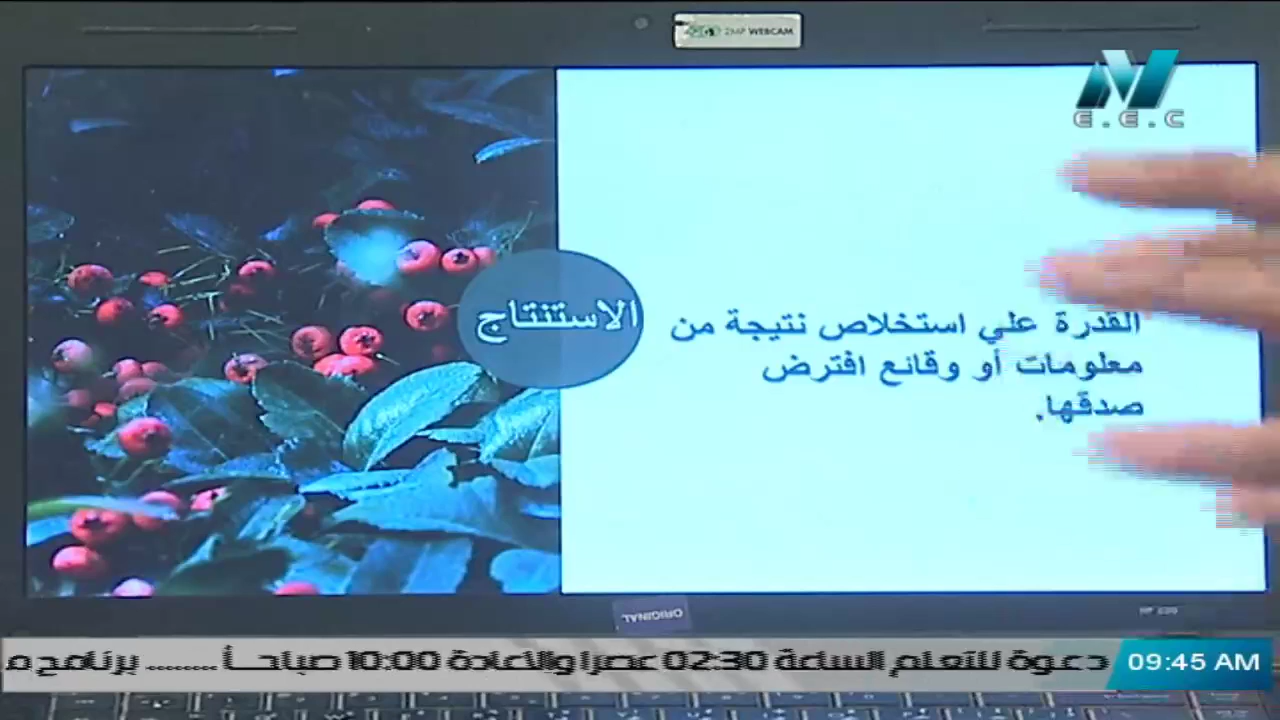 2MP WEBCAM
E.E.C
الاستنتاج
القدرة علي استخلاص نتيجة من
معلومات أو وقائع افترض
صدقها.
ORIGINAL
دعوة للتعلم الساعة 02:30 عصرا والاعادة 10:00 صباحـــأ ........ برنامج
09:45 AM